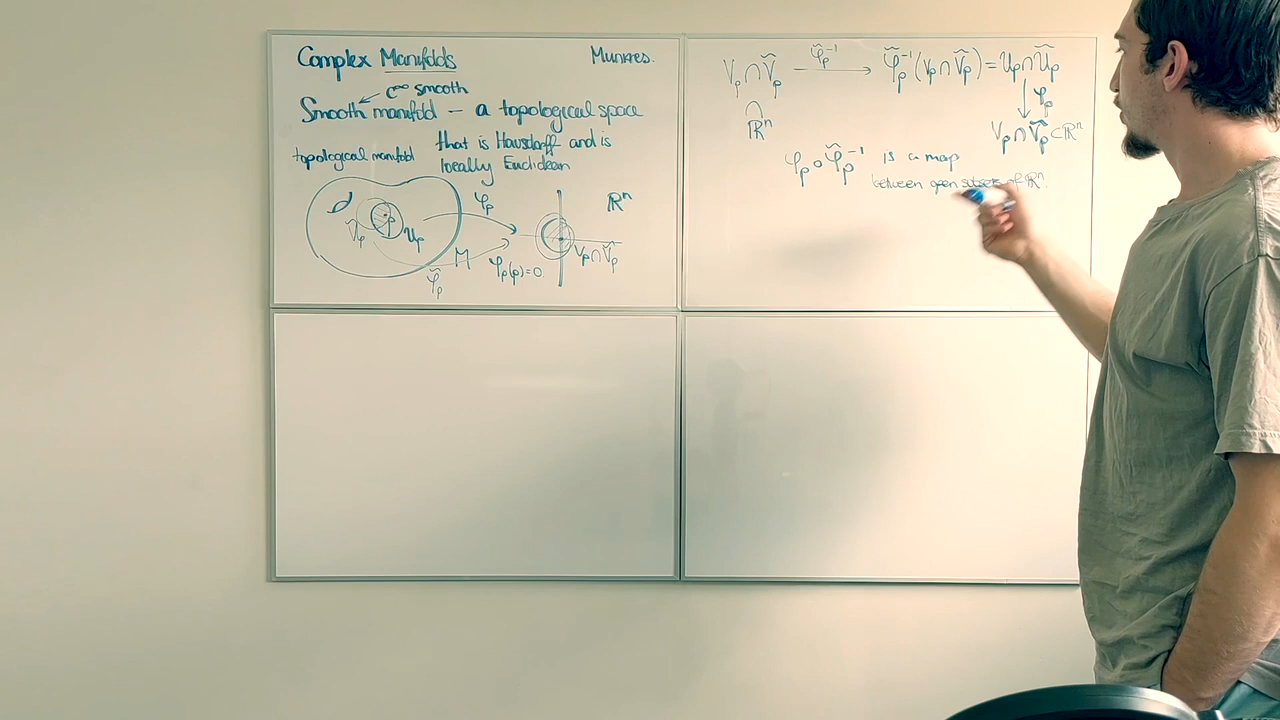 Complex Manifolds
Munkres.
C^∞ smooth
Smooth manifold — a topological space
that is Hausdorff and is
locally Euclidean
topological manifold
φ_p
ℝ^n
Ṽ_p
U_p
M
φ̃_p
φ_p(p)=0
V_p∩Ṽ_p
V_p∩Ṽ_p
φ̃_p^{-1}
φ̃_p^{-1}(V_p∩Ṽ_p)=U_p∩Ũ_p
∩
ℝ^n
φ_p
V_p∩Ṽ_p⊂ℝ^n
φ_p∘φ̃_p^{-1} is a map
between open subsets of ℝ^n.